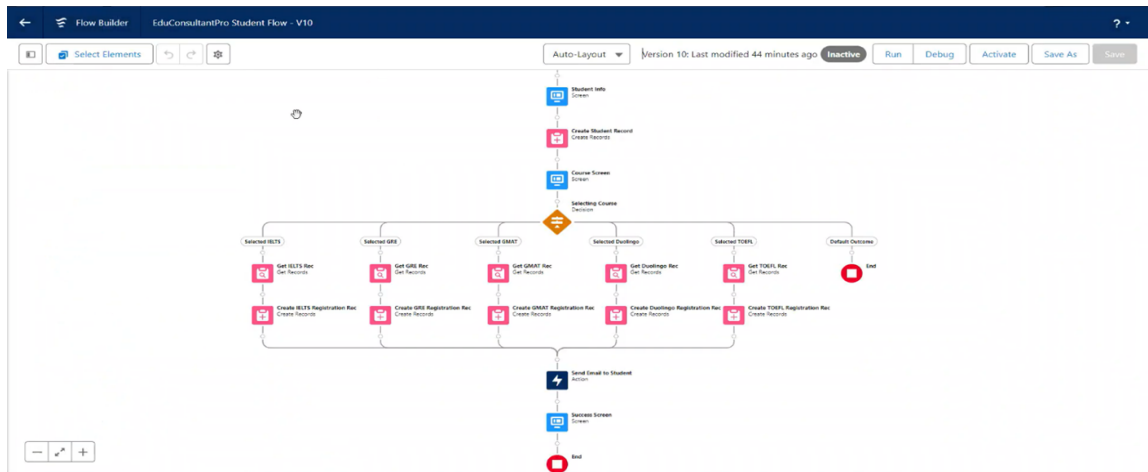 Flow Builder EduConsultantPro Student Flow - V10 ?
Select Elements Auto-Layout Version 10: Last modified 44 minutes ago Inactive Run Debug Activate Save As Save
Student Info
Screen
Create Student Record
Create Records
Course Screen
Screen
Selecting Course
Decision
Selected IELTS Selected GRE Selected GMAT Selected Duolingo Selected TOEFL Default Outcome
Get IELTS Rec Get GRE Rec Get GMAT Rec Get Duolingo Rec Get TOEFL Rec End
Get Records Get Records Get Records Get Records Get Records
Create IELTS Registration Rec Create GRE Registration Rec Create GMAT Registration Rec Create Duolingo Registration Rec Create TOEFL Registration Rec
Create Records Create Records Create Records Create Records Create Records
Send Email to Student
Action
Success Screen
Screen
End